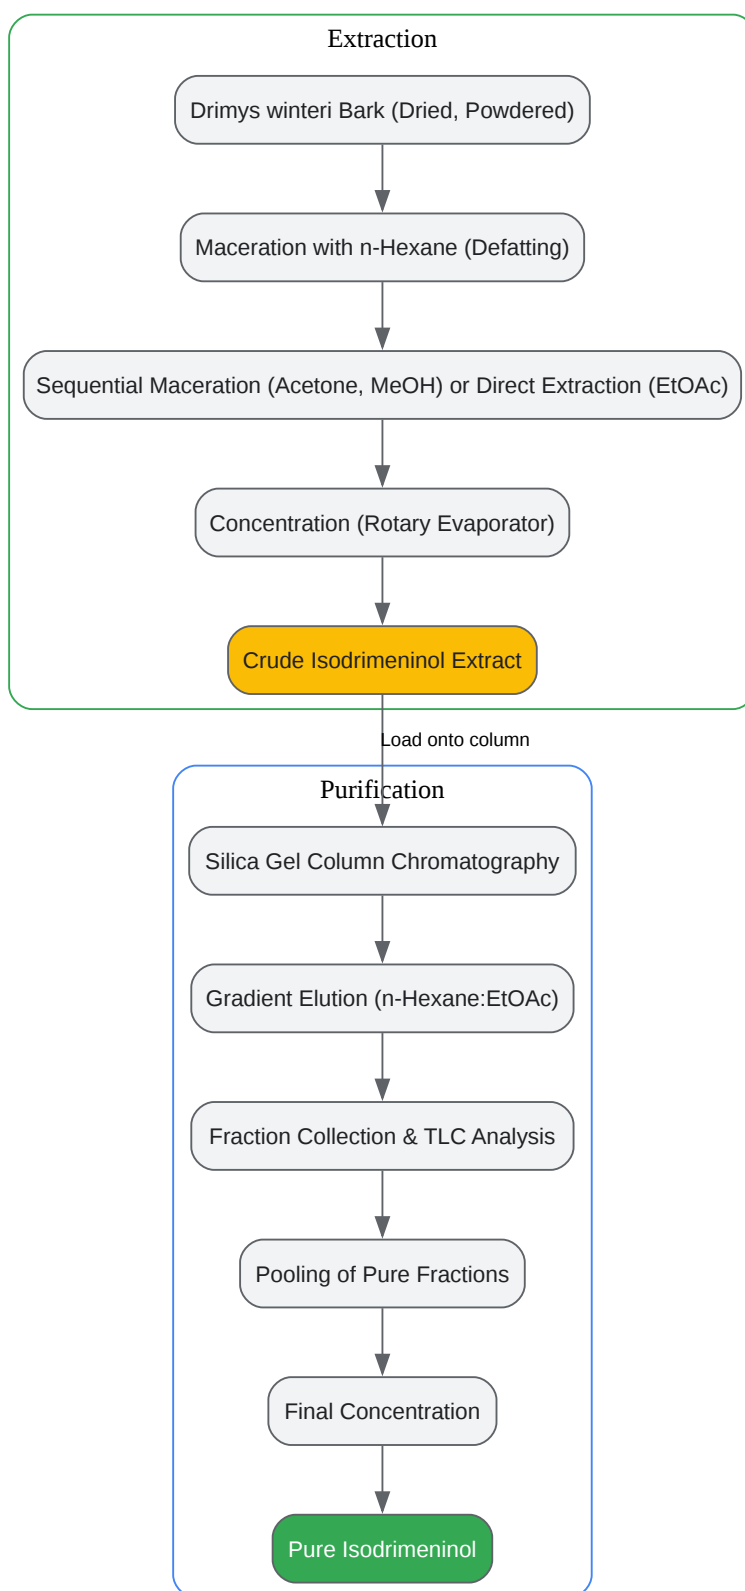 Extraction
Drimys winteri Bark (Dried, Powdered)
Maceration with n-Hexane (Defatting)
Sequential Maceration (Acetone, MeOH) or Direct Extraction (EtOAc)
Concentration (Rotary Evaporator)
Crude Isodrimeninol Extract
Load onto column
Purification
Silica Gel Column Chromatography
Gradient Elution (n-Hexane:EtOAc)
Fraction Collection & TLC Analysis
Pooling of Pure Fractions
Final Concentration
Pure Isodrimeninol